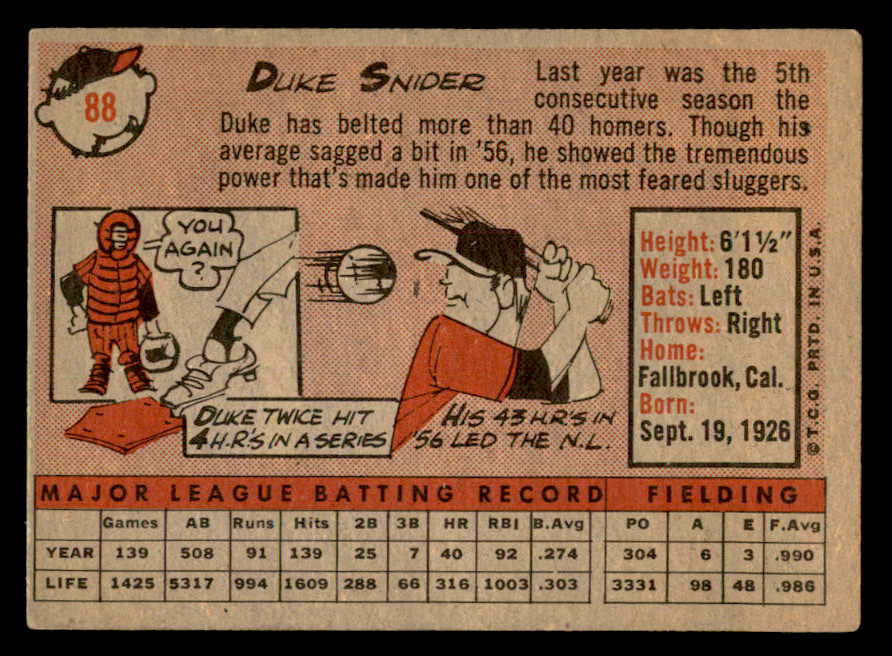 88
DUKE SNIDER
Last year was the 5th
consecutive season the
Duke has belted more than 40 homers. Though his
average sagged a bit in '56, he showed the tremendous
power that's made him one of the most feared sluggers.
YOU
AGAIN
?
DUKE TWICE HIT
4 H.R.'S IN A SERIES
HIS 43 H.R.'S IN
'56 LED THE N.L.
Height: 6'1½"
Weight: 180
Bats: Left
Throws: Right
Home:
Fallbrook, Cal.
Born:
Sept. 19, 1926
© T.C.G. PRTD. IN U.S.A.
MAJOR LEAGUE BATTING RECORD FIELDING
Games AB Runs Hits 2B 3B HR RBI B.Avg PO A E F.Avg
YEAR 139 508 91 139 25 7 40 92 .274 304 6 3 .990
LIFE 1425 5317 994 1609 288 66 316 1003 .303 3331 98 48 .986